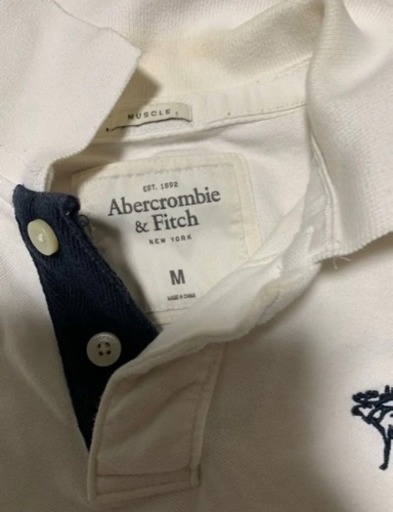 MUSCLE
EST. 1892
Abercrombie
& Fitch
NEW YORK
M
MADE IN CHINA